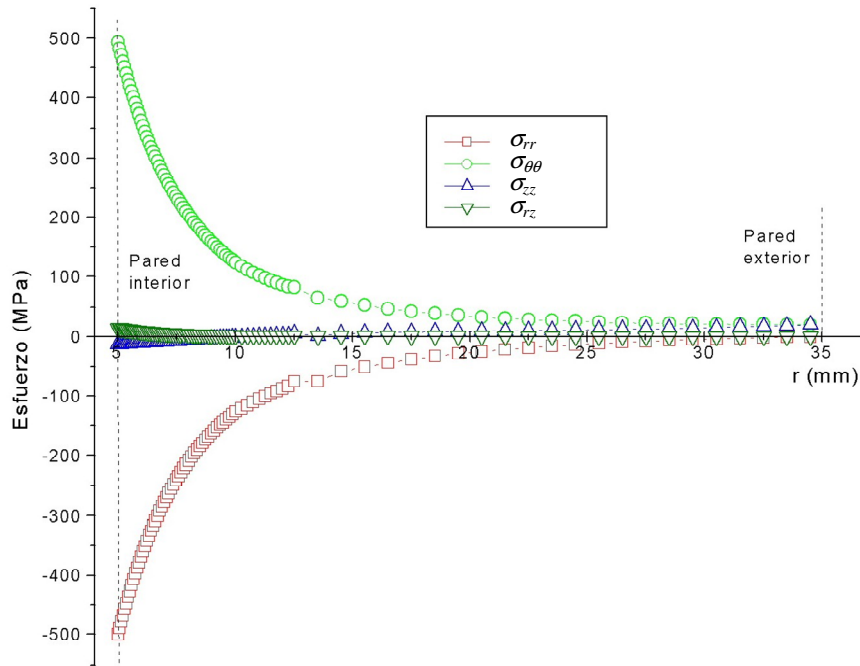 500
400
300
200
100
0
-100
-200
-300
-400
-500
Esfuerzo (MPa)
σrr
σθθ
σzz
σrz
Pared
interior
Pared
exterior
5
10
15
20
25
30
35
r (mm)